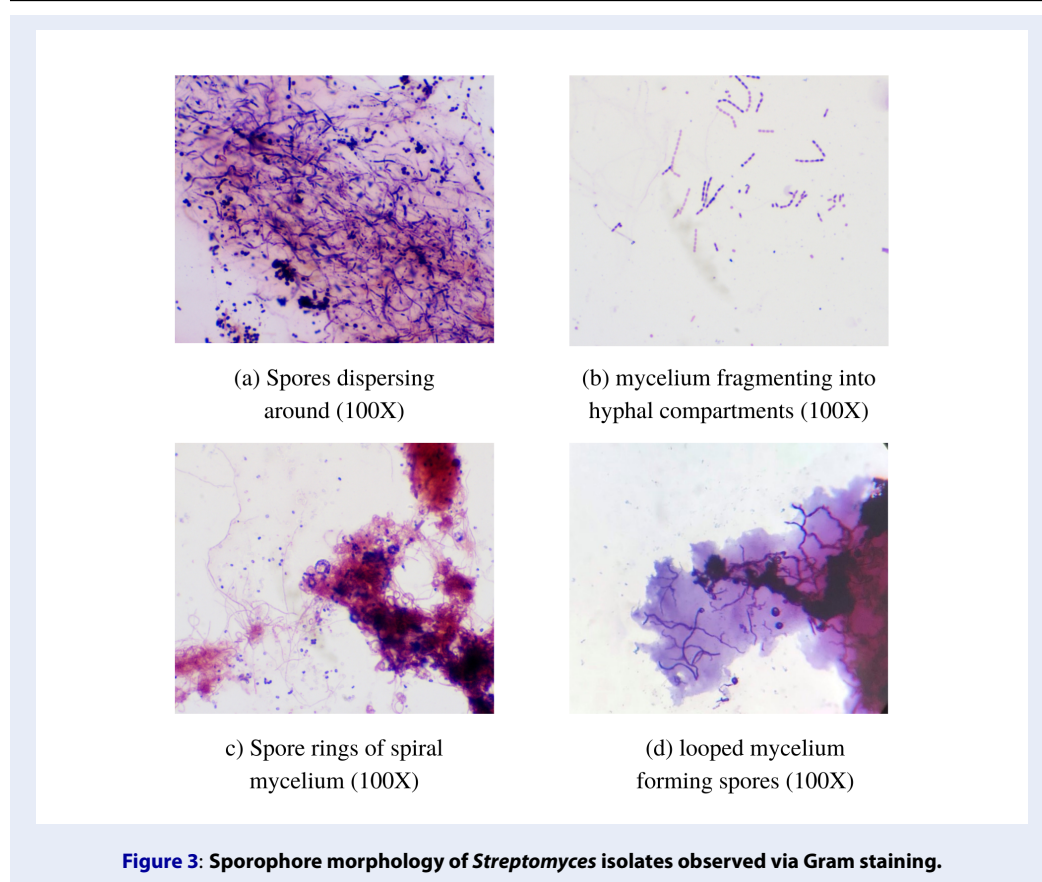 (a) Spores dispersing
around (100X)
(b) mycelium fragmenting into
hyphal compartments (100X)
c) Spore rings of spiral
mycelium (100X)
(d) looped mycelium
forming spores (100X)
Figure 3: Sporophore morphology of Streptomyces isolates observed via Gram staining.